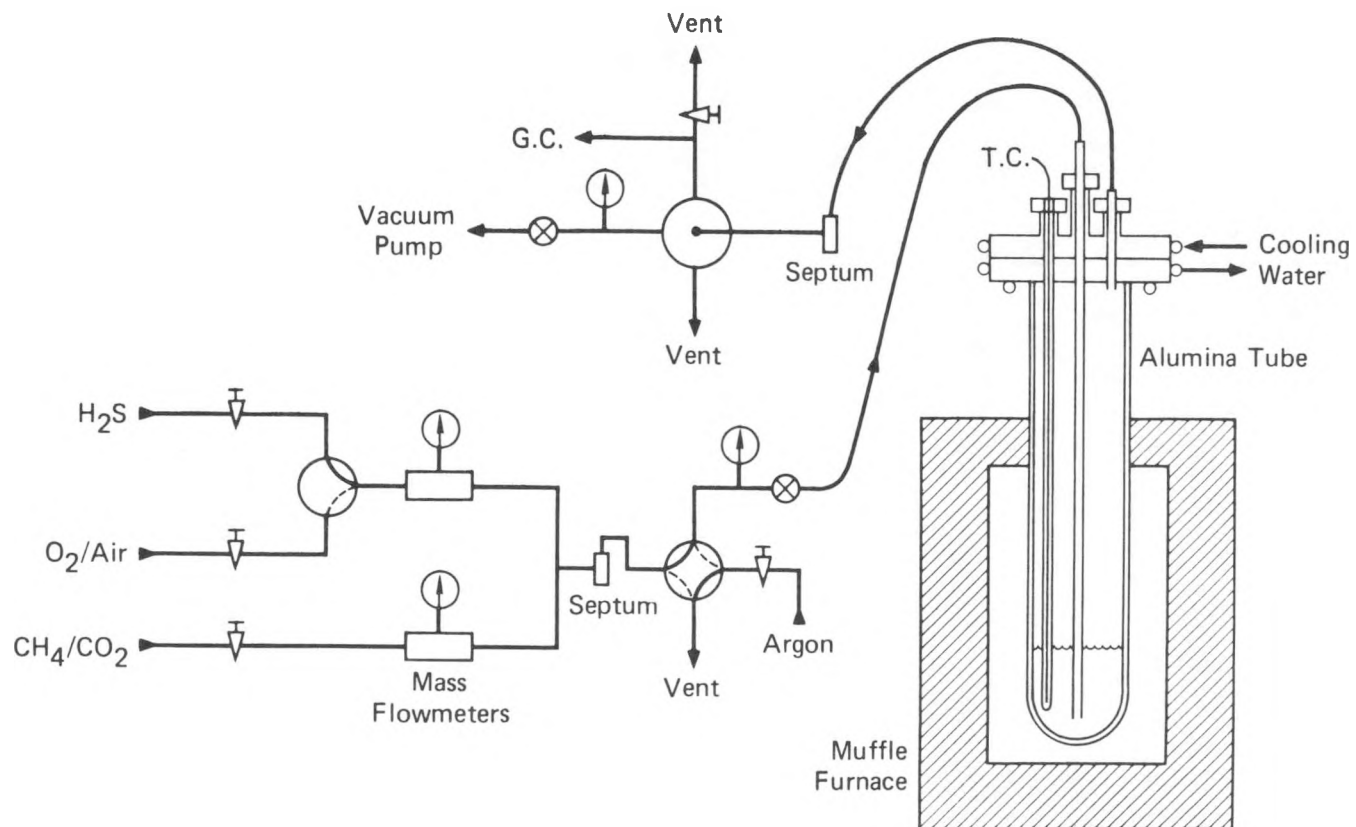 Vent
G.C.
T.C.
Vacuum
Pump
Septum
Cooling
Water
Vent
Alumina Tube
H₂S
O₂/Air
Septum
CH₄/CO₂
Argon
Mass
Flowmeters
Vent
Muffle
Furnace